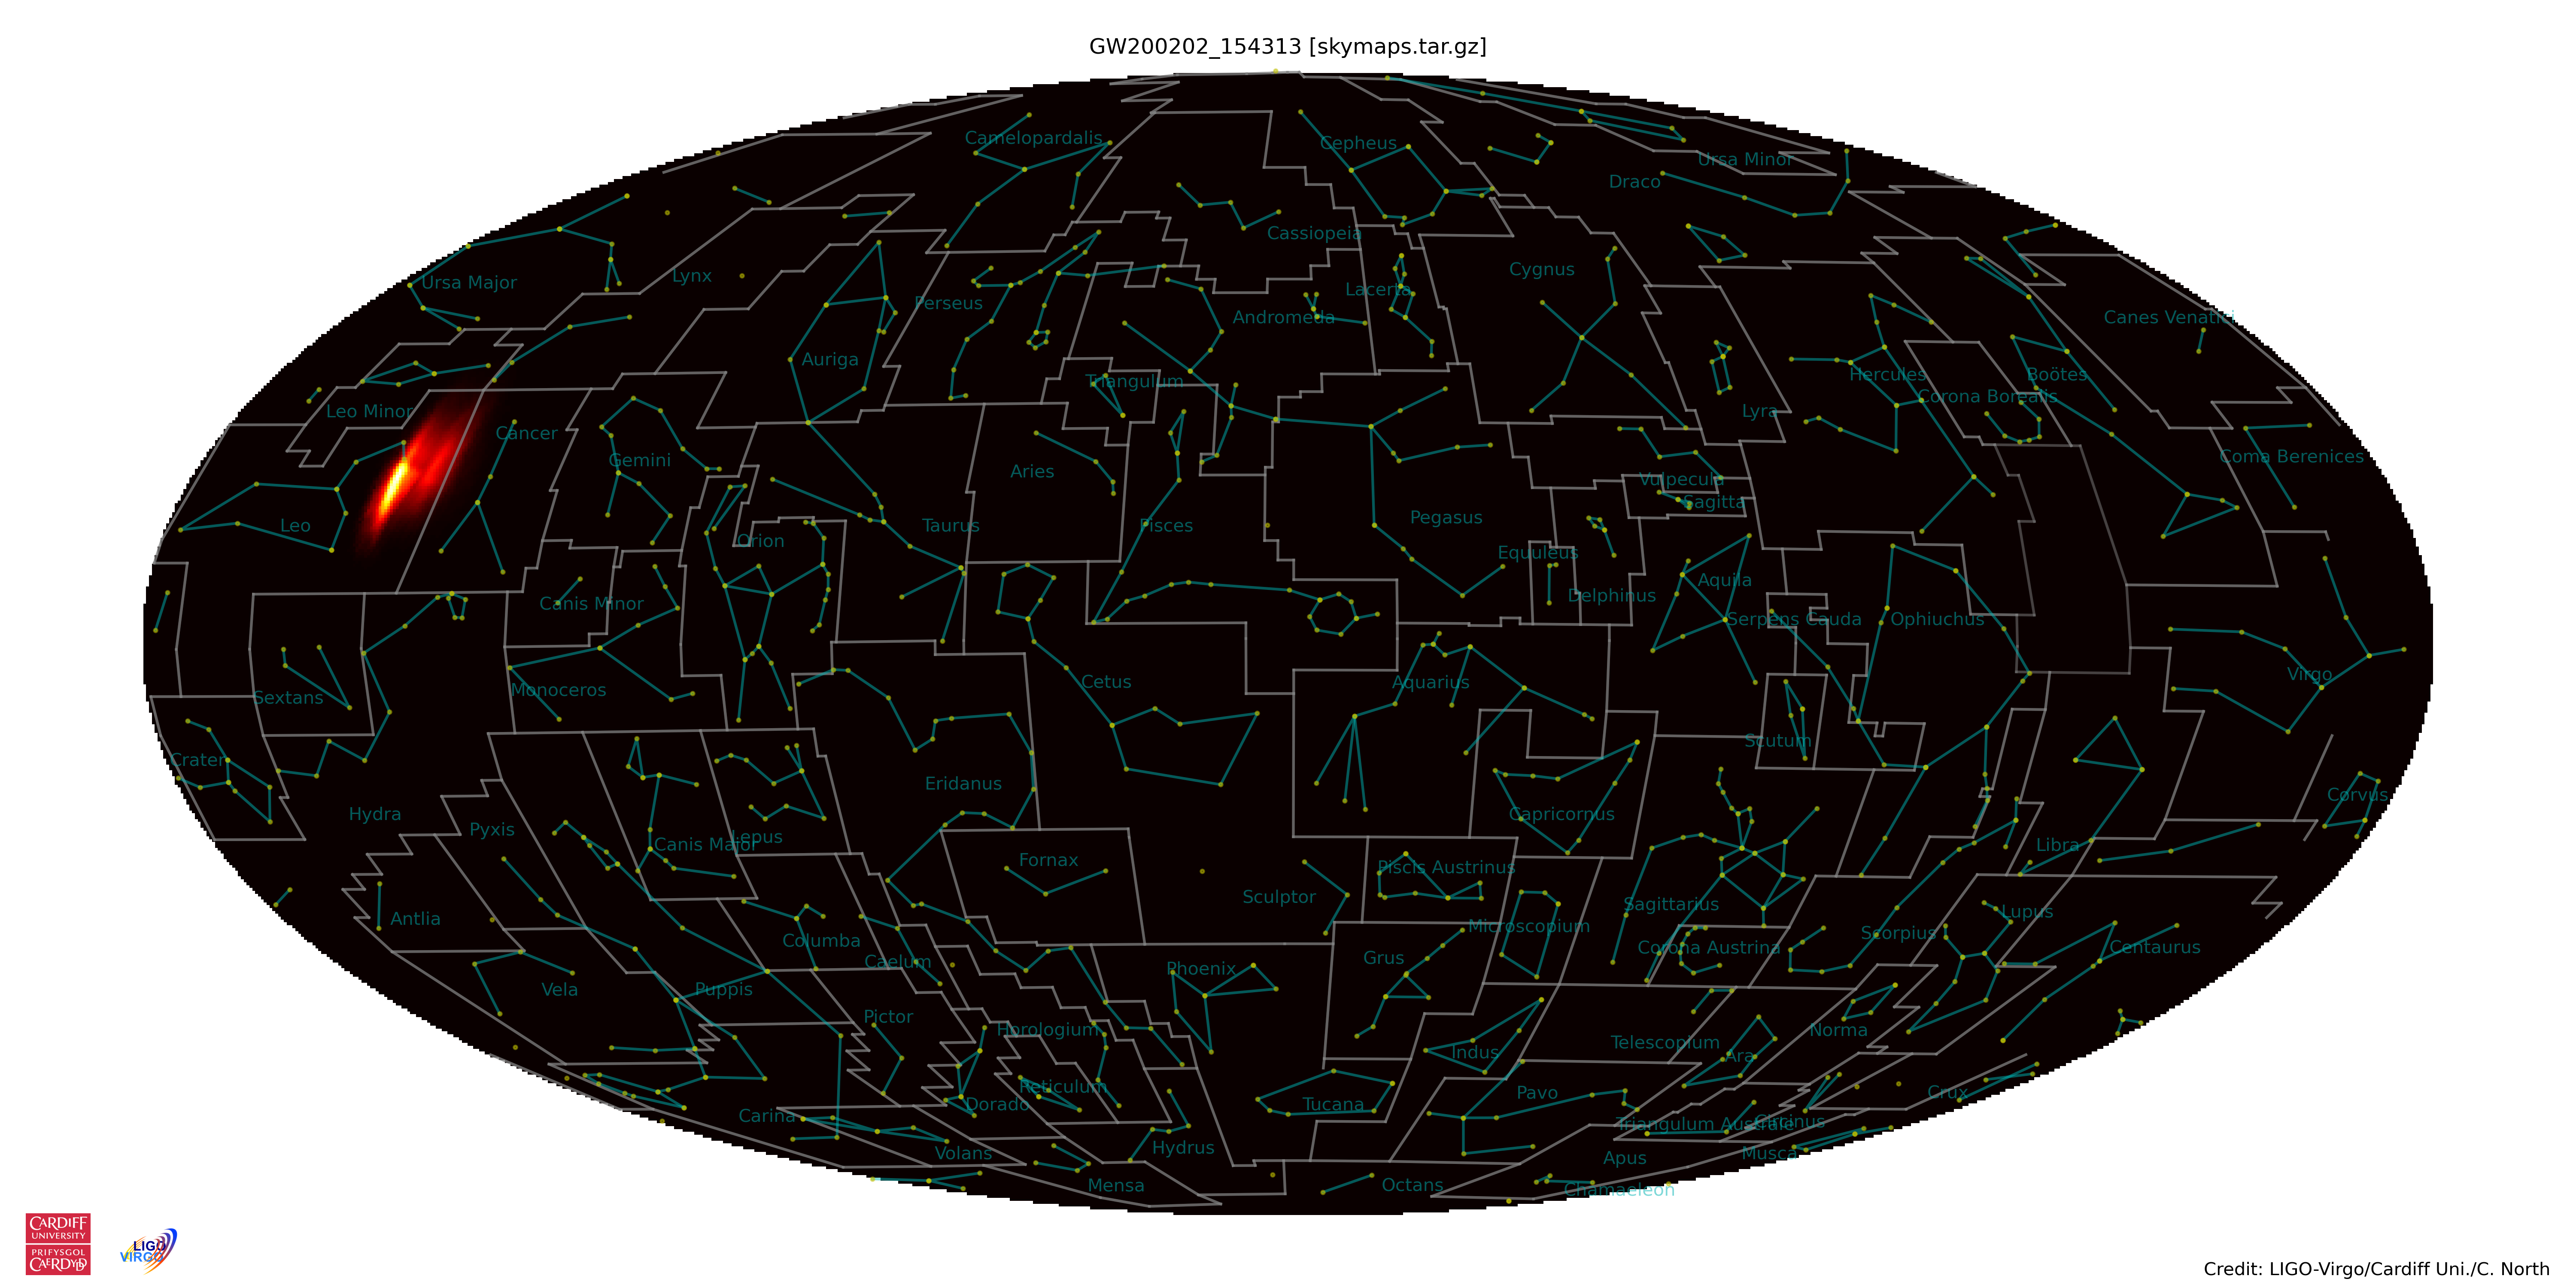 GW200202_154313 [skymaps.tar.gz]
Camelopardalis
Cepheus
Ursa Minor
Draco
Cassiopeia
Ursa Major
Lynx
Cygnus
Lacerta
Perseus
Andromeda
Canes Venatici
Auriga
Triangulum
Hercules
Boötes
Corona Borealis
Leo Minor
Lyra
Cancer
Gemini
Aries
Coma Berenices
Vulpecula
Sagitta
Leo
Taurus
Pisces
Pegasus
Orion
Equuleus
Aquila
Canis Minor
Delphinus
Serpens Cauda
Ophiuchus
Sextans
Monoceros
Cetus
Aquarius
Virgo
Crater
Scutum
Eridanus
Corvus
Hydra
Pyxis
Capricornus
Canis Major
Lepus
Libra
Fornax
Piscis Austrinus
Sculptor
Sagittarius
Antlia
Microscopium
Lupus
Columba
Corona Austrina
Scorpius
Centaurus
Caelum
Phoenix
Grus
Vela
Puppis
Pictor
Horologium
Norma
Telescopium
Indus
Ara
Reticulum
Pavo
Crux
Dorado
Tucana
Carina
Triangulum Australe
Circinus
Volans
Hydrus
Apus
Musca
Mensa
Octans
Chamaeleon
CARDIFF
UNIVERSITY
PRIFYSGOL
CAERDYDD
LIGO
VIRGO
Credit: LIGO-Virgo/Cardiff Uni./C. North